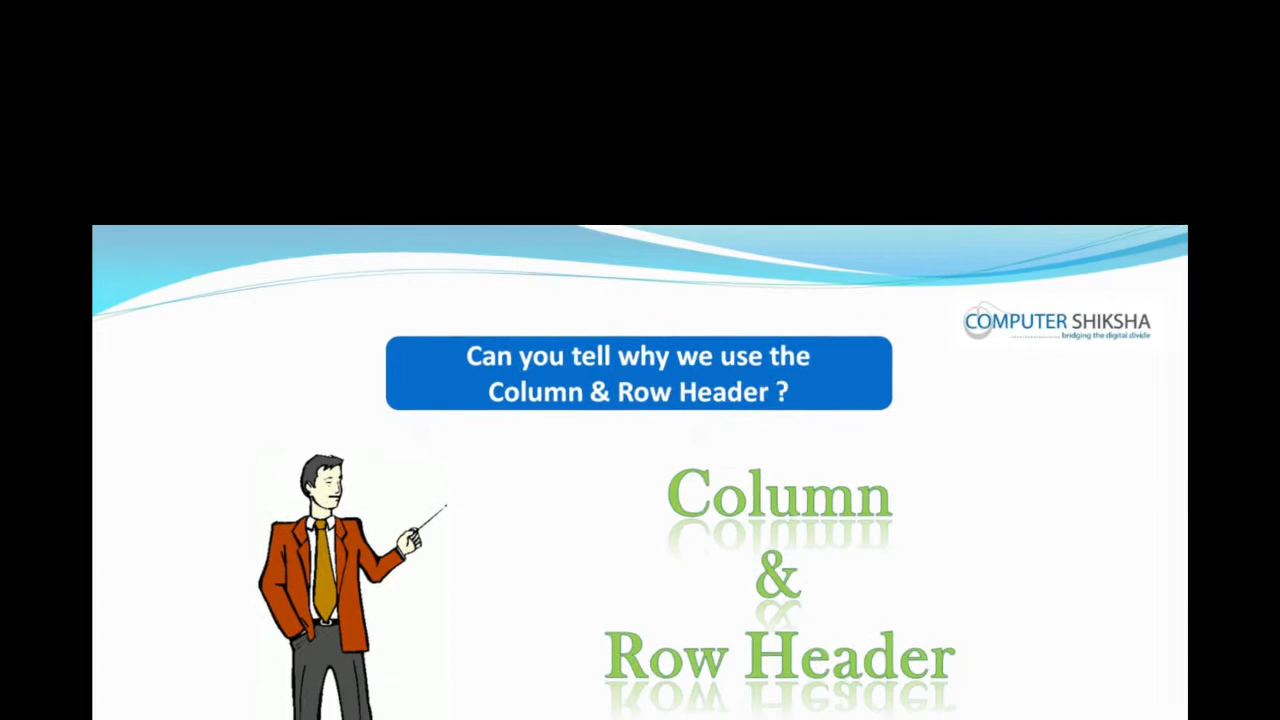 COMPUTER SHIKSHA
bridging the digital divide
Can you tell why we use the
Column & Row Header ?
Column
&
Row Header